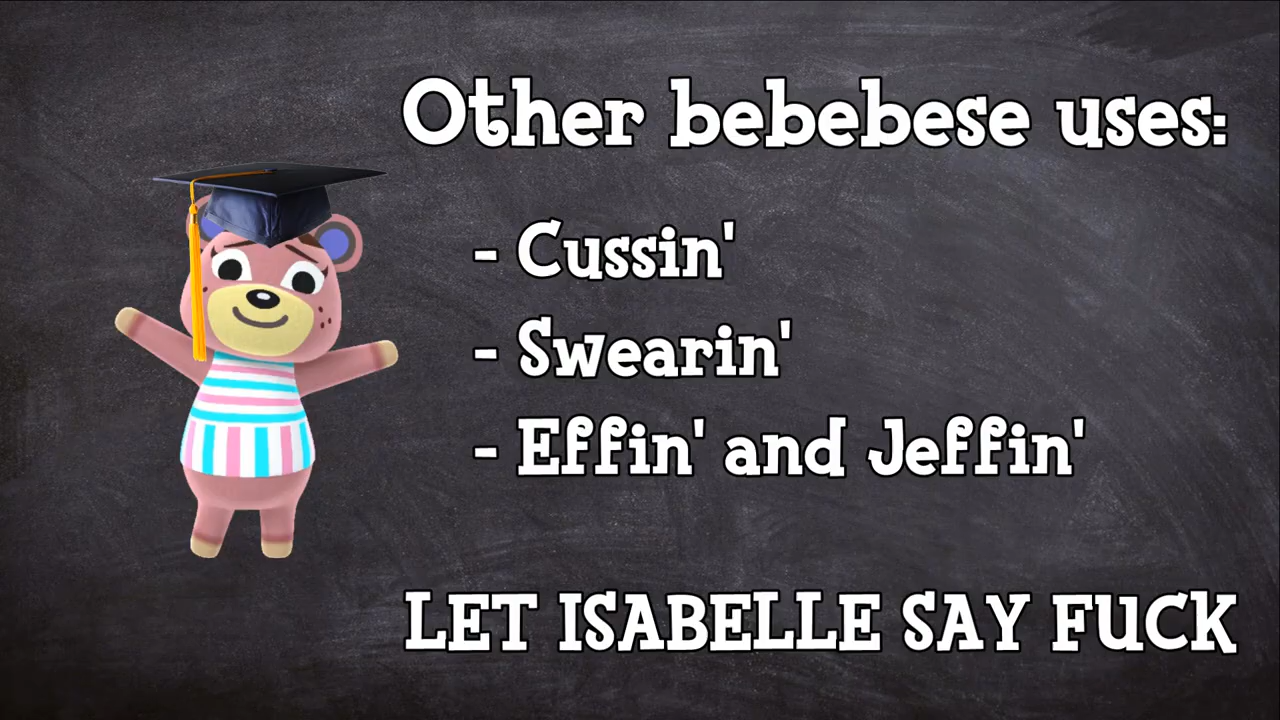 Other bebebese uses:
- Cussin'
- Swearin'
- Effin' and Jeffin'
LET ISABELLE SAY FUCK